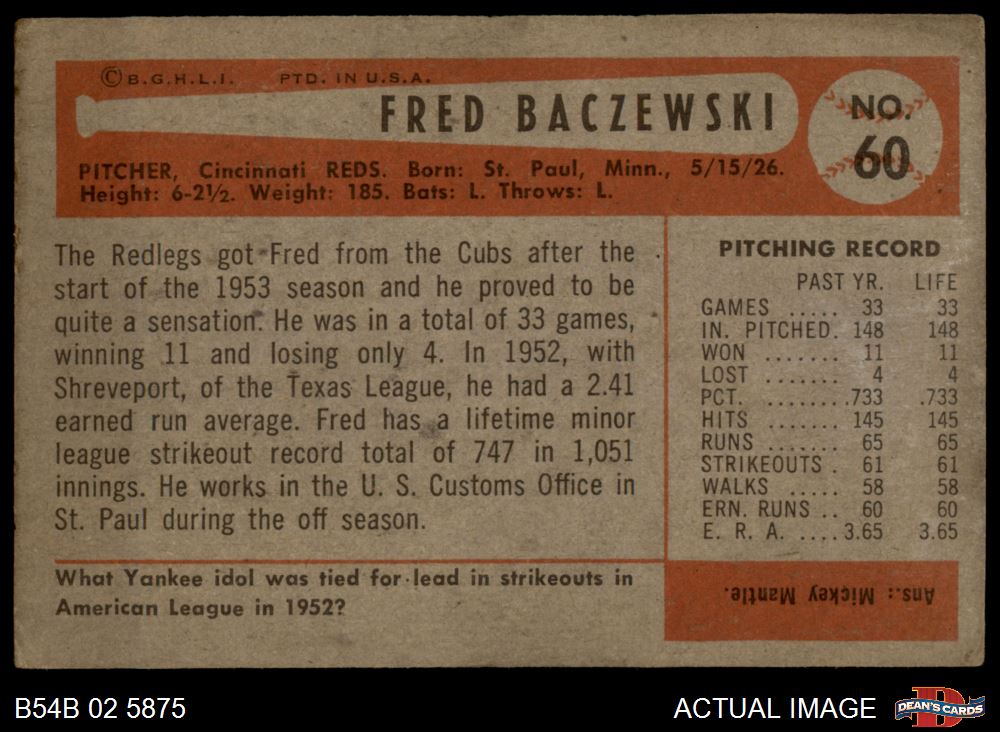 ©B.G.H.L.I. PTD. IN U.S.A.
FRED BACZEWSKI
NO.
60
PITCHER, Cincinnati REDS. Born: St. Paul, Minn., 5/15/26.
Height: 6-2½. Weight: 185. Bats: L. Throws: L.
The Redlegs got Fred from the Cubs after the
start of the 1953 season and he proved to be
quite a sensation. He was in a total of 33 games,
winning 11 and losing only 4. In 1952, with
Shreveport, of the Texas League, he had a 2.41
earned run average. Fred has a lifetime minor
league strikeout record total of 747 in 1,051
innings. He works in the U. S. Customs Office in
St. Paul during the off season.
PITCHING RECORD
PAST YR. LIFE
GAMES ..... 33 33
IN. PITCHED. 148 148
WON ....... 11 11
LOST ....... 4 4
PCT. ........ .733 .733
HITS ....... 145 145
RUNS ....... 65 65
STRIKEOUTS . 61 61
WALKS ..... 58 58
ERN. RUNS .. 60 60
E. R. A. .... 3.65 3.65
What Yankee idol was tied for lead in strikeouts in
American League in 1952?
Ans.: Mickey Mantle.
B54B 02 5875
ACTUAL IMAGE
D
DEAN'S CARDS